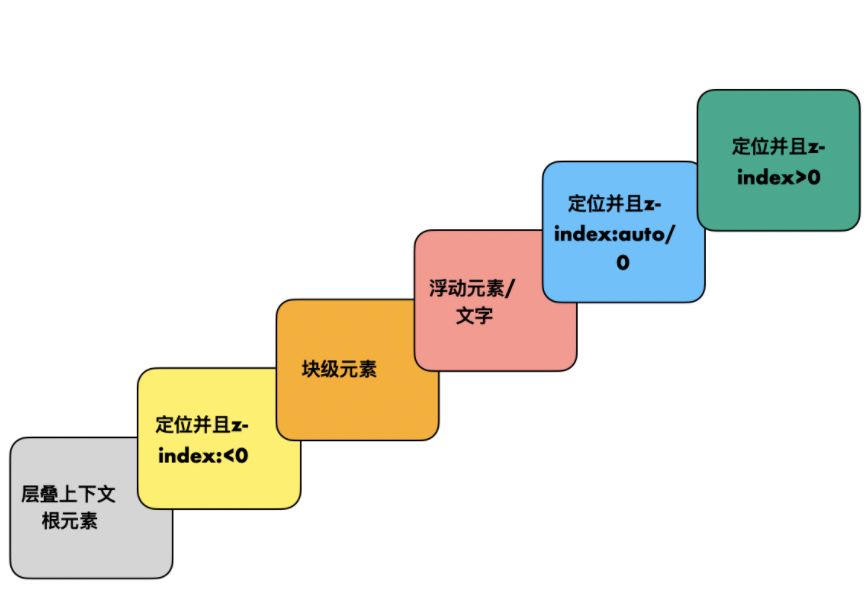 定位并且z-
index>0
定位并且z-
index:auto/
0
浮动元素/
文字
块级元素
定位并且z-
index:<0
层叠上下文
根元素